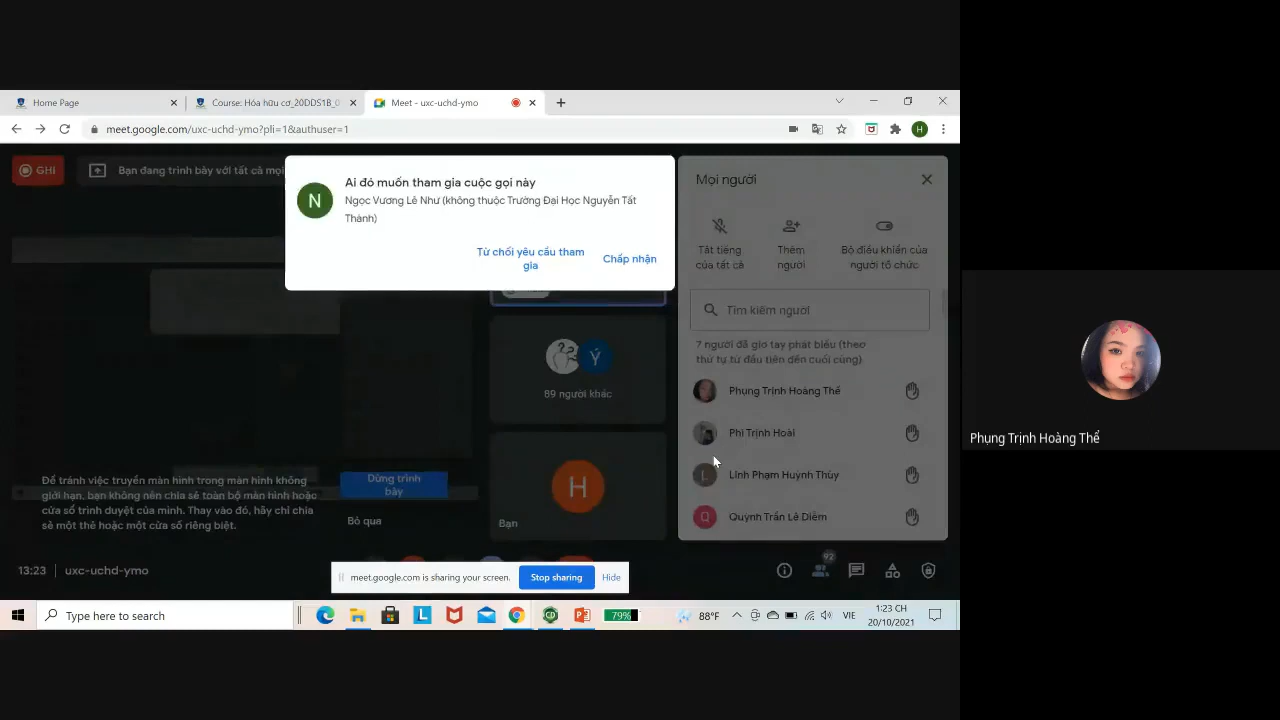 Home Page
Course: Hóa hữu cơ_20DDS1B_0
Meet - uxc-uchd-ymo
meet.google.com/uxc-uchd-ymo?pli=1&authuser=1
H
GHI
Bạn đang trình bày với tất cả mọi
Ai đó muốn tham gia cuộc gọi này
N
Ngọc Vương Lê Như (không thuộc Trường Đại Học Nguyễn Tất
Thành)
Từ chối yêu cầu tham
gia
Chấp nhận
Mọi người
Tắt tiếng
của tất cả
Thêm
người
Bộ điều khiển của
người tổ chức
Tìm kiếm người
7 người đã giơ tay phát biểu (theo
thứ tự từ đầu tiên đến cuối cùng).
Phụng Trịnh Hoàng Thể
Phi Trịnh Hoài
L
Linh Phạm Huỳnh Thùy
Q
Quỳnh Trần Lê Diễm
Ý
89 người khác
H
Bạn
Để tránh việc truyền màn hình trong màn hình không
giới hạn, bạn không nên chia sẻ toàn bộ màn hình hoặc
cửa sổ trình duyệt của mình. Thay vào đó, hãy chỉ chia
sẻ một thẻ hoặc một cửa sổ riêng biệt.
Dừng trình
bày
Bỏ qua
13:23
uxc-uchd-ymo
92
meet.google.com is sharing your screen.
Stop sharing
Hide
Type here to search
L
CD
79%
88°F
VIE
1:23 CH
20/10/2021
Phụng Trịnh Hoàng Thể